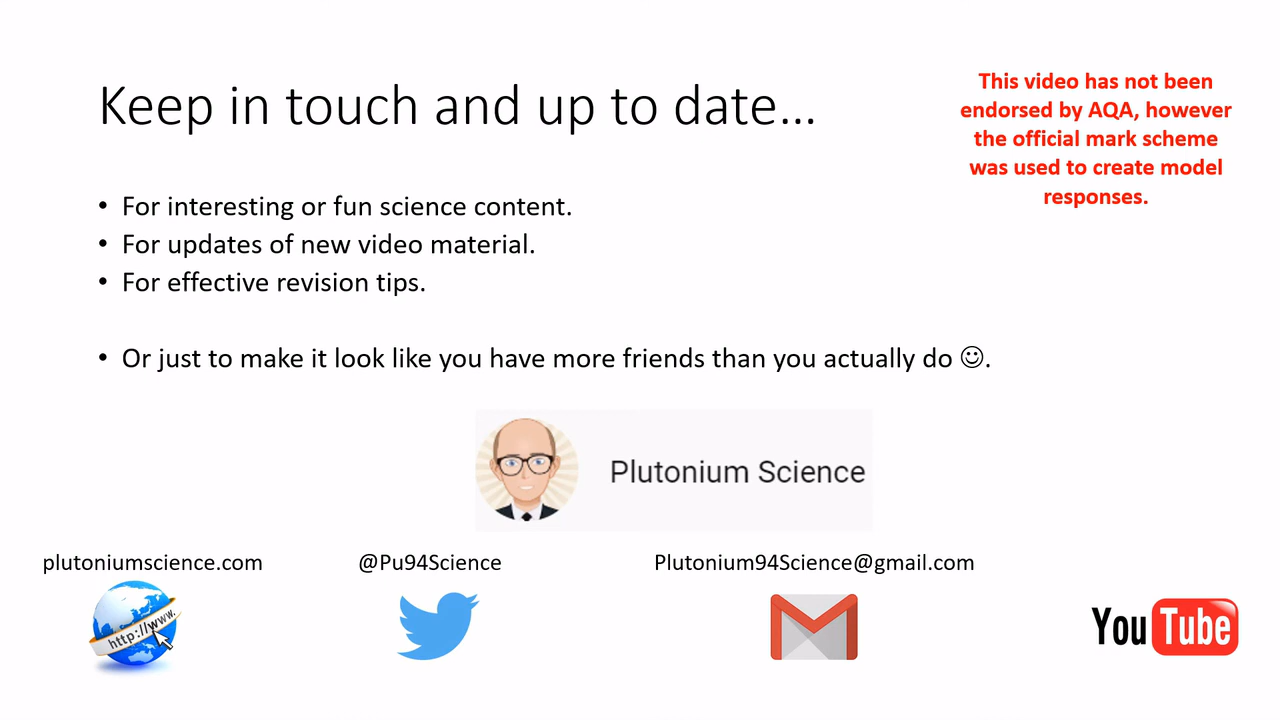 Keep in touch and up to date...
This video has not been
endorsed by AQA, however
the official mark scheme
was used to create model
responses.
• For interesting or fun science content.
• For updates of new video material.
• For effective revision tips.
• Or just to make it look like you have more friends than you actually do ☺.
Plutonium Science
plutoniumscience.com
@Pu94Science
Plutonium94Science@gmail.com
http://www.
YouTube